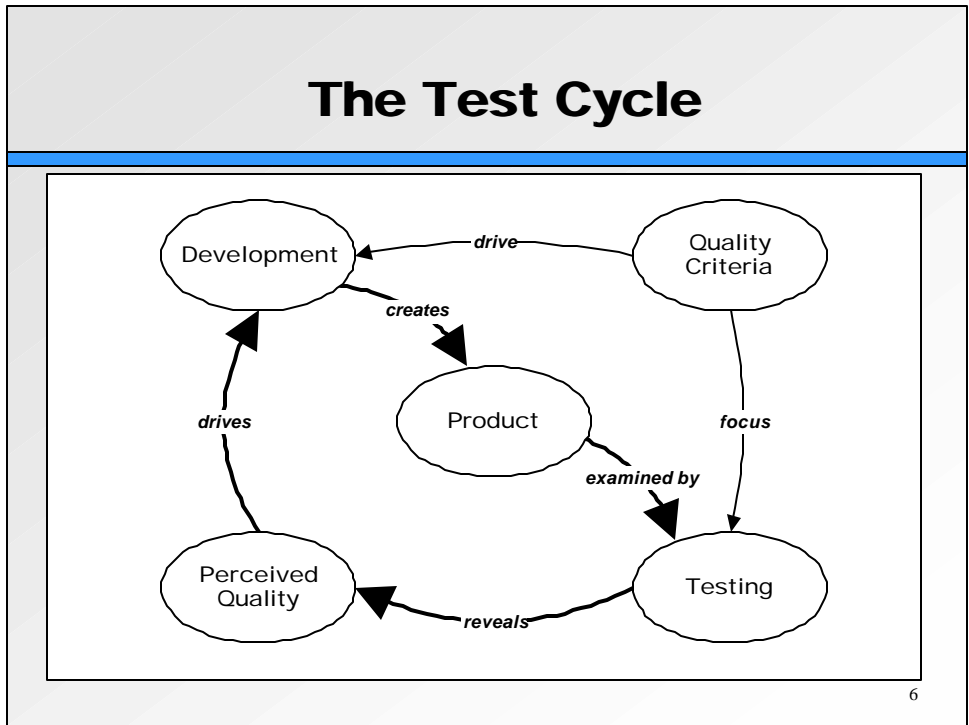 The Test Cycle
Development
drive
Quality
Criteria
creates
Product
drives
focus
examined by
Perceived
Quality
Testing
reveals
6